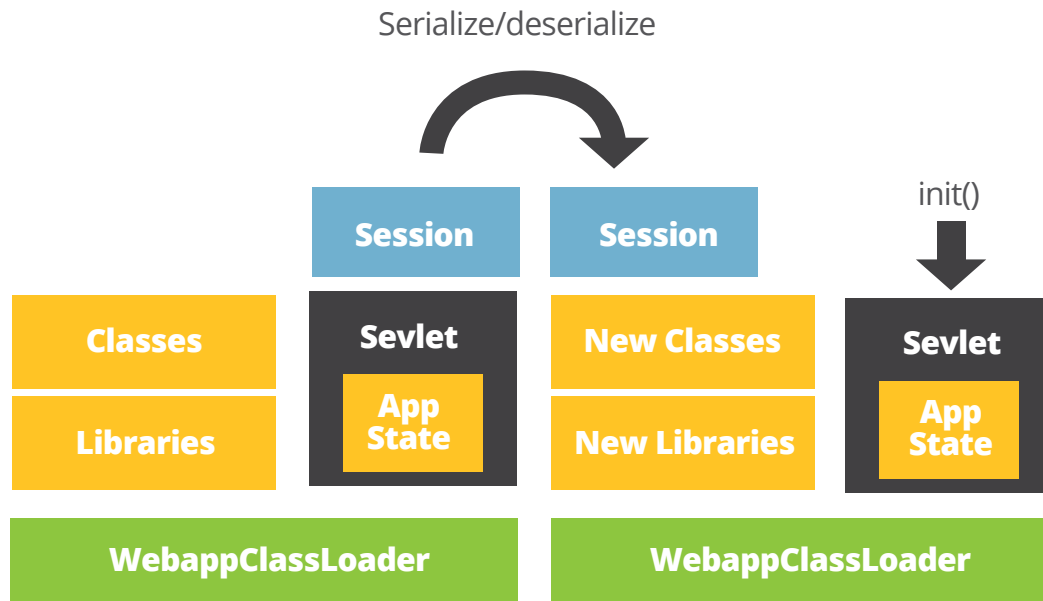 Serialize/deserialize
Session
Session
init()
Classes
Sevlet
New Classes
Sevlet
App
State
App
State
Libraries
New Libraries
WebappClassLoader
WebappClassLoader